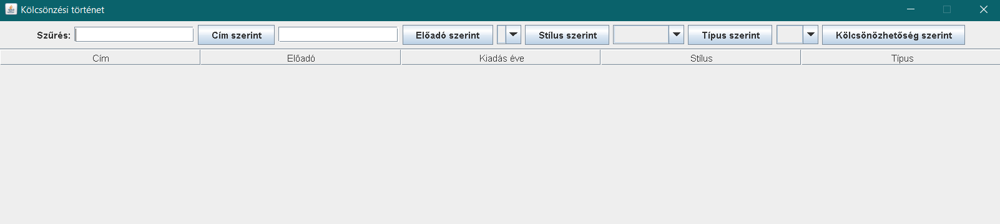 Kölcsönzési történet
Szűrés: Cím szerint Előadó szerint Stílus szerint Típus szerint Kölcsönözhetőség szerint
Cím Előadó Kiadás éve Stílus Típus